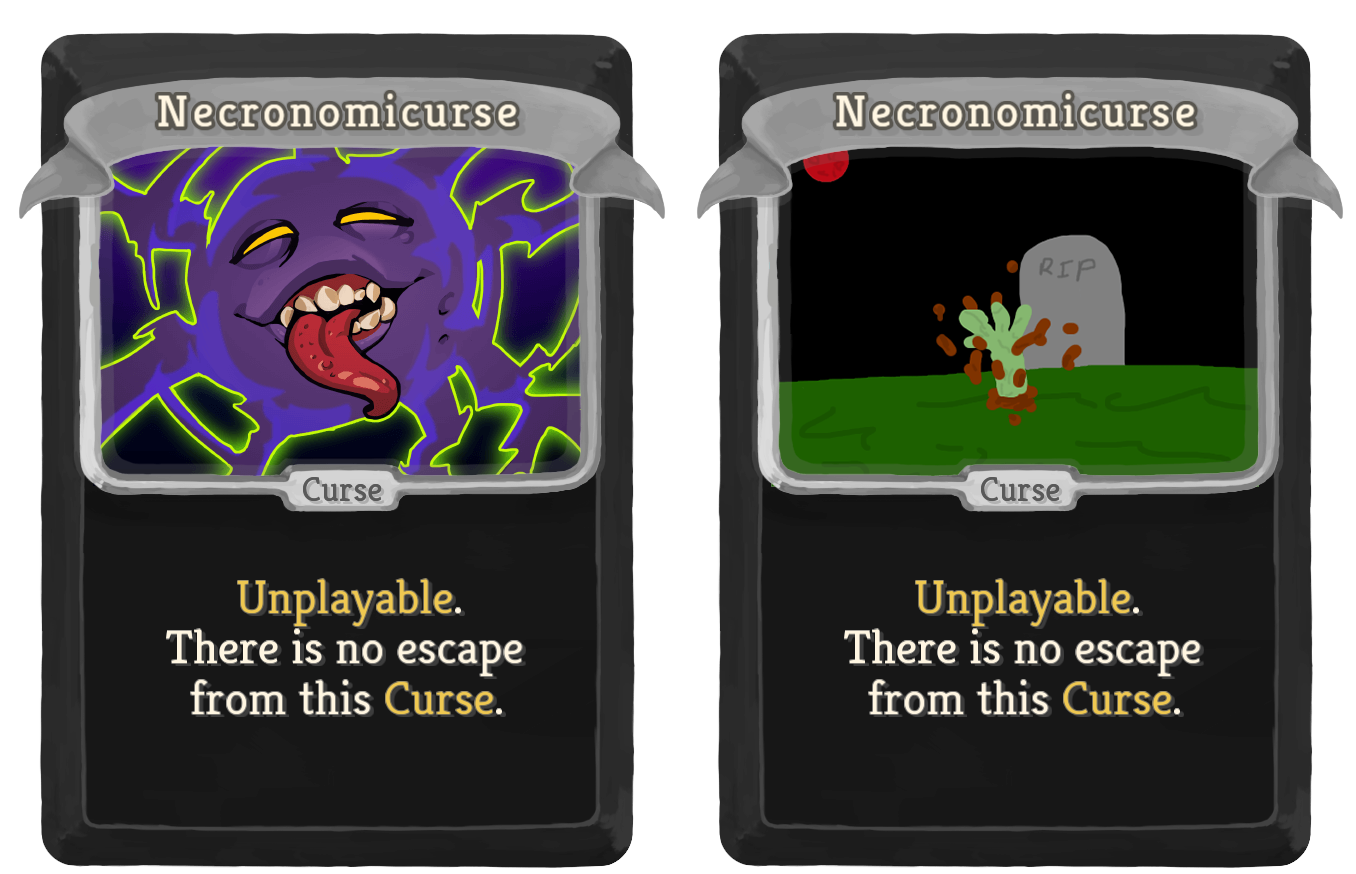 Necronomicurse
Curse
Unplayable.
There is no escape
from this Curse.
Necronomicurse
RIP
Curse
Unplayable.
There is no escape
from this Curse.